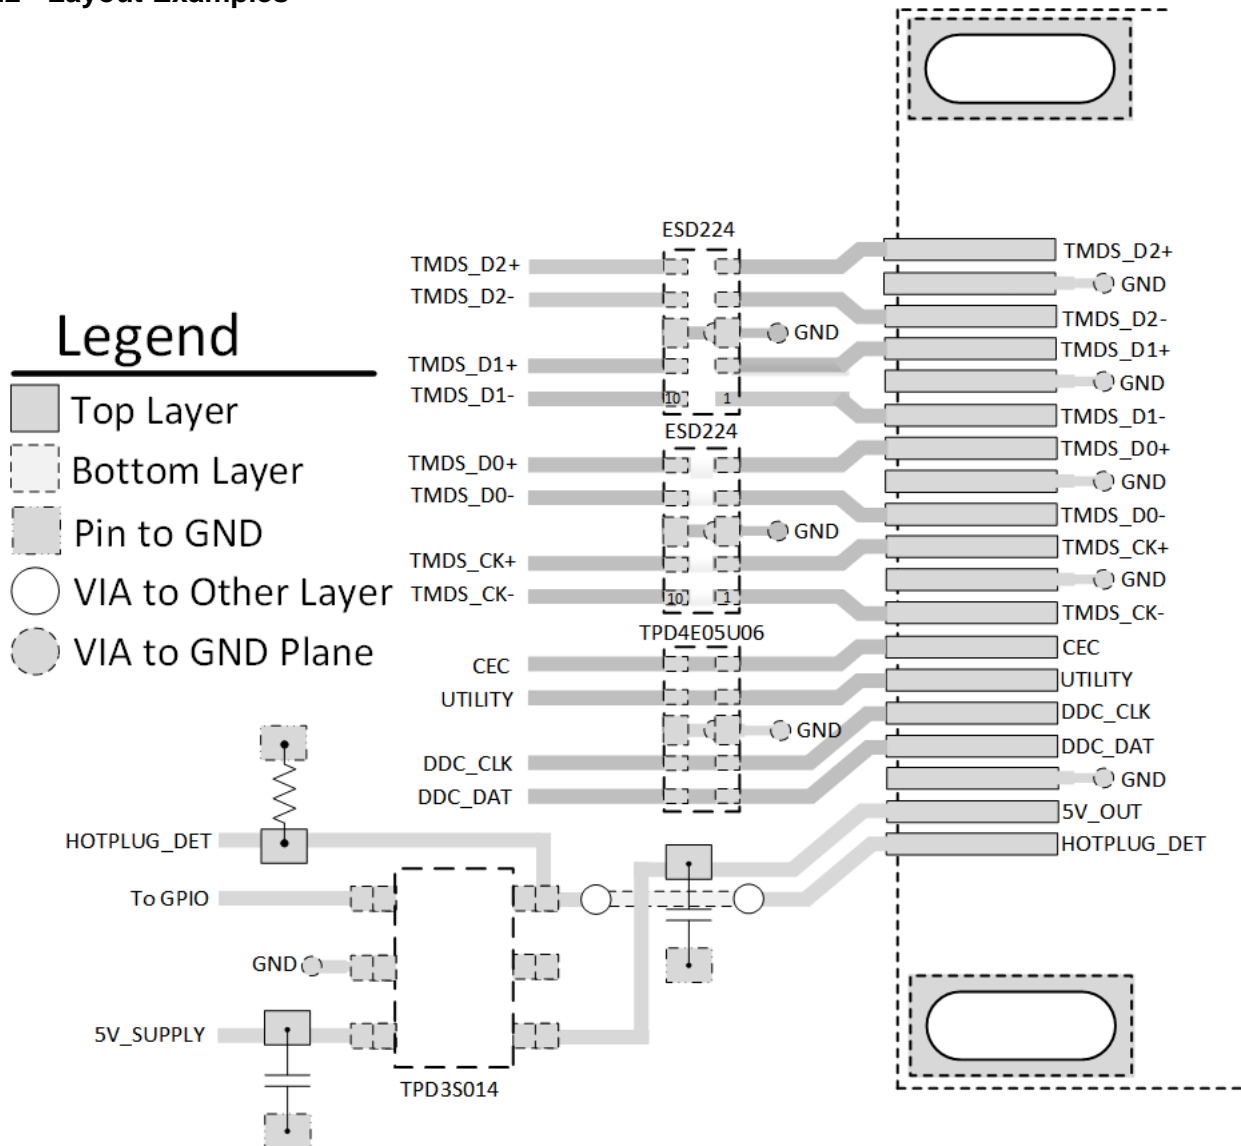 Layout Examples
ESD224
TMDS_D2+
TMDS_D2-
GND
TMDS_D1+
TMDS_D1-
10 1
ESD224
TMDS_D0+
TMDS_D0-
GND
TMDS_CK+
TMDS_CK-
10 1
TPD4E05U06
CEC
UTILITY
GND
DDC_CLK
DDC_DAT
TMDS_D2+
GND
TMDS_D2-
TMDS_D1+
GND
TMDS_D1-
TMDS_D0+
GND
TMDS_D0-
TMDS_CK+
GND
TMDS_CK-
CEC
UTILITY
DDC_CLK
DDC_DAT
GND
5V_OUT
HOTPLUG_DET
Legend
Top Layer
Bottom Layer
Pin to GND
VIA to Other Layer
VIA to GND Plane
HOTPLUG_DET
To GPIO
GND
5V_SUPPLY
TPD3S014